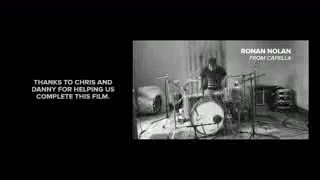 THANKS TO CHRIS AND
DANNY FOR HELPING US
COMPLETE THIS FILM.
RONAN NOLAN
FROM CAPELLA